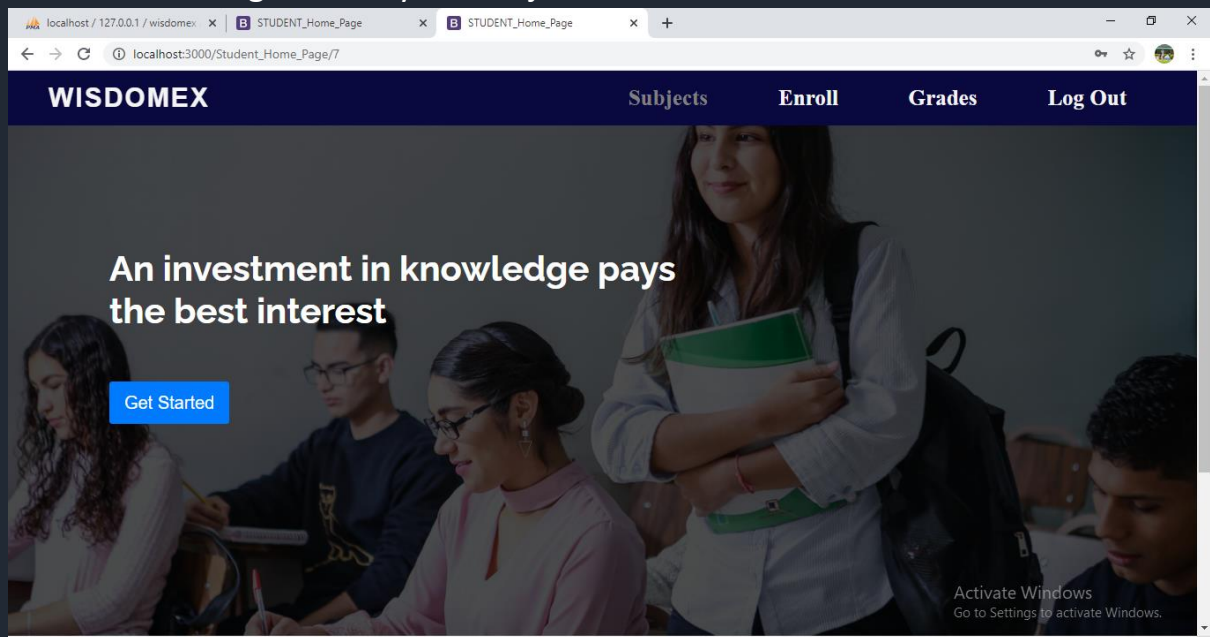 localhost / 127.0.0.1 / wisdomex
STUDENT_Home_Page
STUDENT_Home_Page
localhost:3000/Student_Home_Page/7
WISDOMEX
Subjects
Enroll
Grades
Log Out
An investment in knowledge pays
the best interest
Get Started
Activate Windows
Go to Settings to activate Windows.